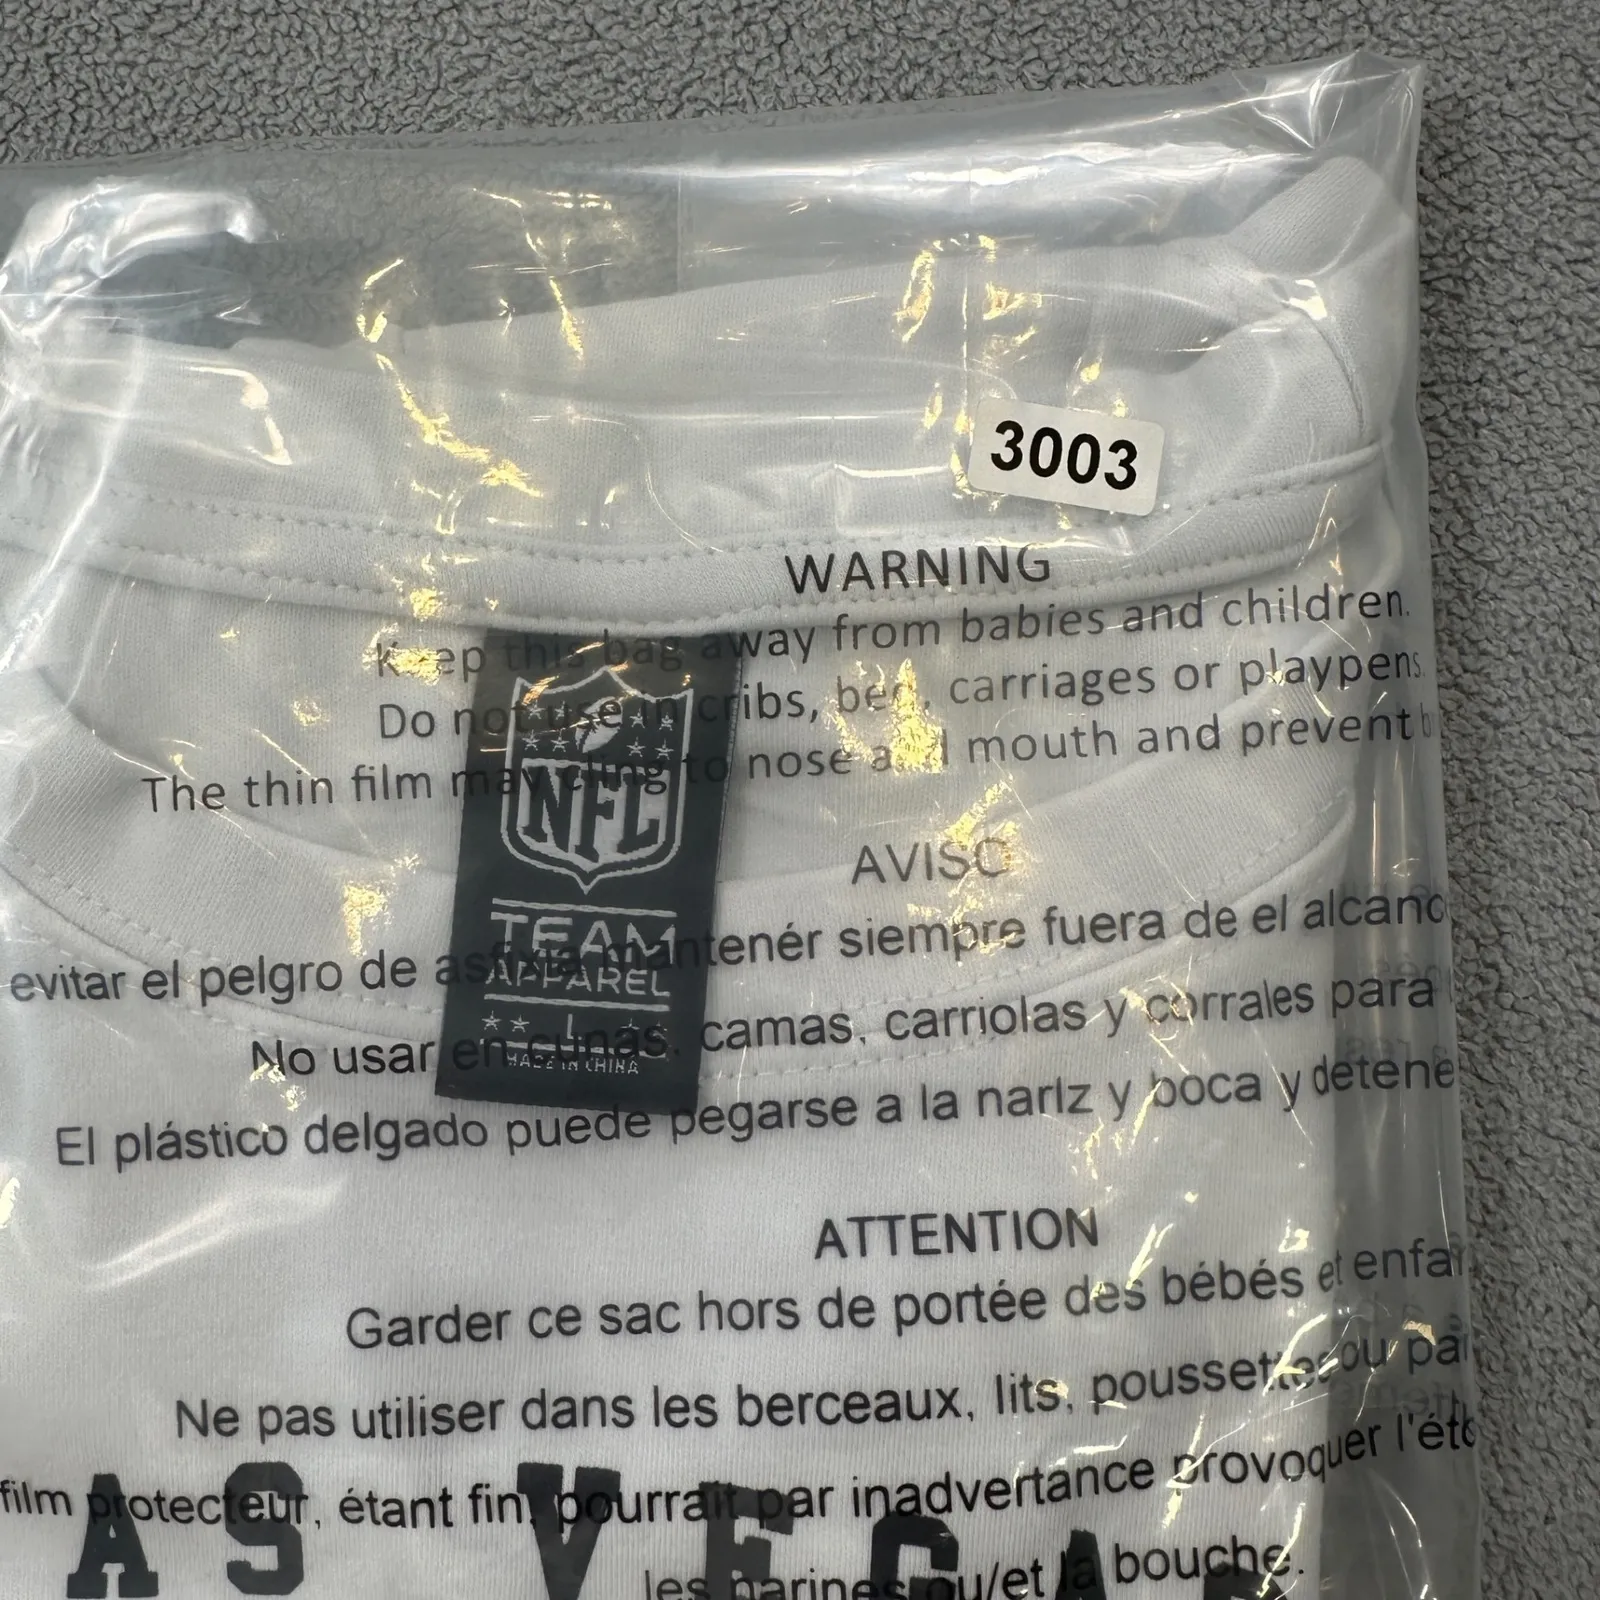 3003
WARNING
Keep this bag away from babies and children.
Do not use in cribs, bed, carriages or playpens
The thin film may cling to nose and mouth and prevent b
AVISO
evitar el pelgro de asfixia mantenér siempre fuera de el alcanc
No usar en cunas, camas, carriolas y corrales para
El plástico delgado puede pegarse a la narIz y boca y detene
ATTENTION
Garder ce sac hors de portée des bébés et enfan
Ne pas utiliser dans les berceaux, lits, poussettes ou pa
film protecteur, étant fin, pourrait par inadvertance provoquer l'éto
les narines ou/et la bouche.
NFL
TEAM
APPAREL
L
MADE IN CHINA
AS VEGA